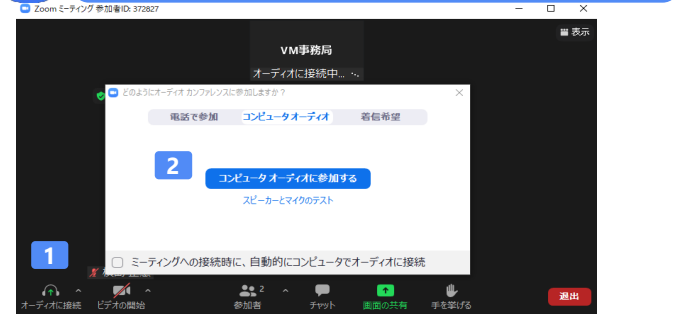 Zoom ミーティング 参加者ID: 372827
表示
VM事務局
オーディオに接続中...
どのようにオーディオ カンファレンスに参加しますか？
電話で参加 コンピュータオーディオ 着信希望
2
コンピュータ オーディオに参加する
スピーカーとマイクのテスト
ミーティングへの接続時に、自動的にコンピュータでオーディオに接続
1
2
オーディオに接続 ビデオの開始 参加者 チャット 画面の共有 手を挙げる 退出